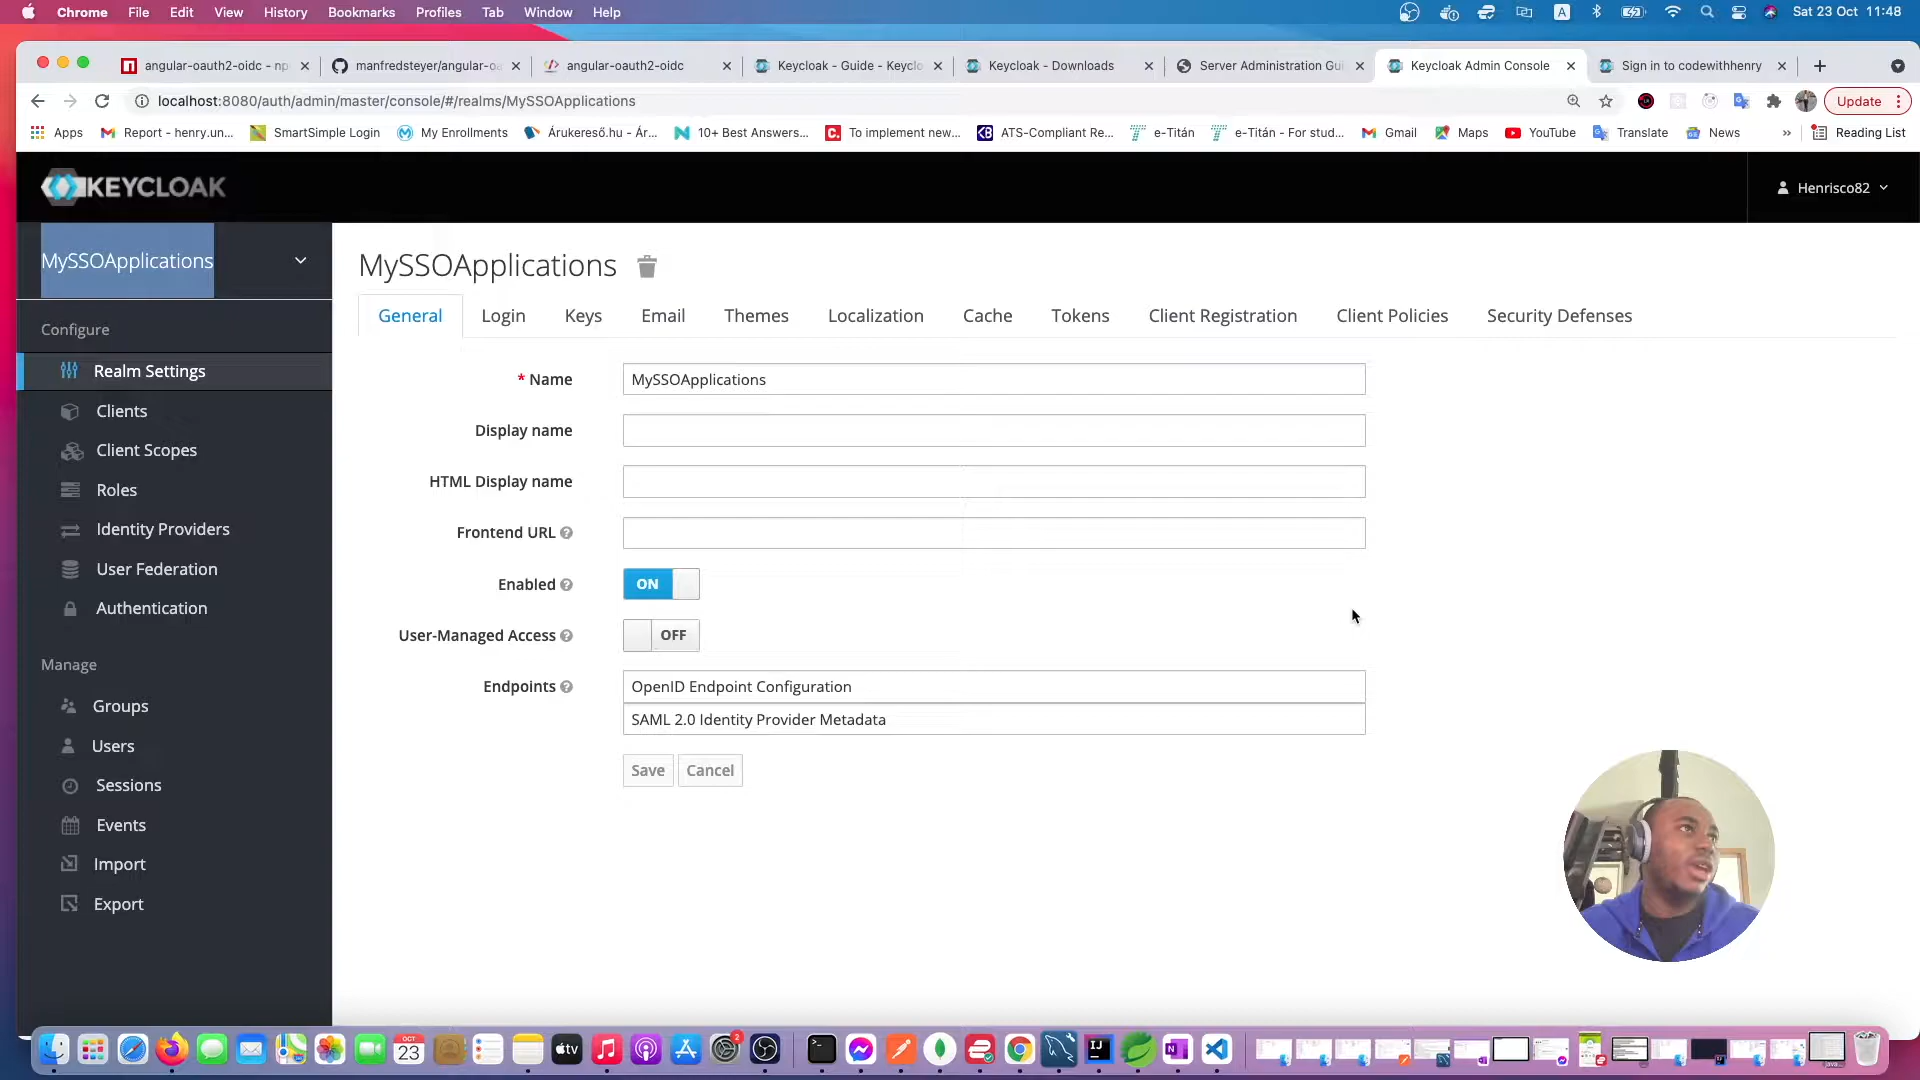 Chrome File Edit View History Bookmarks Profiles Tab Window Help A Sat 23 Oct 11:48
angular-oauth2-oidc - np manfredsteyer/angular-oa angular-oauth2-oidc Keycloak - Guide - Keyclo Keycloak - Downloads Server Administration Gui Keycloak Admin Console Sign in to codewithhenry
localhost:8080/auth/admin/master/console/#/realms/MySSOApplications Update
Apps Report - henry.un... SmartSimple Login My Enrollments Árukereső.hu - Ár... 10+ Best Answers... To implement new... ATS-Compliant Re... e-Titán e-Titán - For stud... Gmail Maps YouTube Translate News » Reading List
KEYCLOAK
Henrisco82
MySSOApplications
MySSOApplications
General Login Keys Email Themes Localization Cache Tokens Client Registration Client Policies Security Defenses
Configure
Realm Settings
Clients
Client Scopes
Roles
Identity Providers
User Federation
Authentication
Manage
Groups
Users
Sessions
Events
Import
Export
* Name MySSOApplications
Display name
HTML Display name
Frontend URL
Enabled ON
User-Managed Access OFF
Endpoints OpenID Endpoint Configuration
SAML 2.0 Identity Provider Metadata
Save Cancel
OCT
23
tv
2